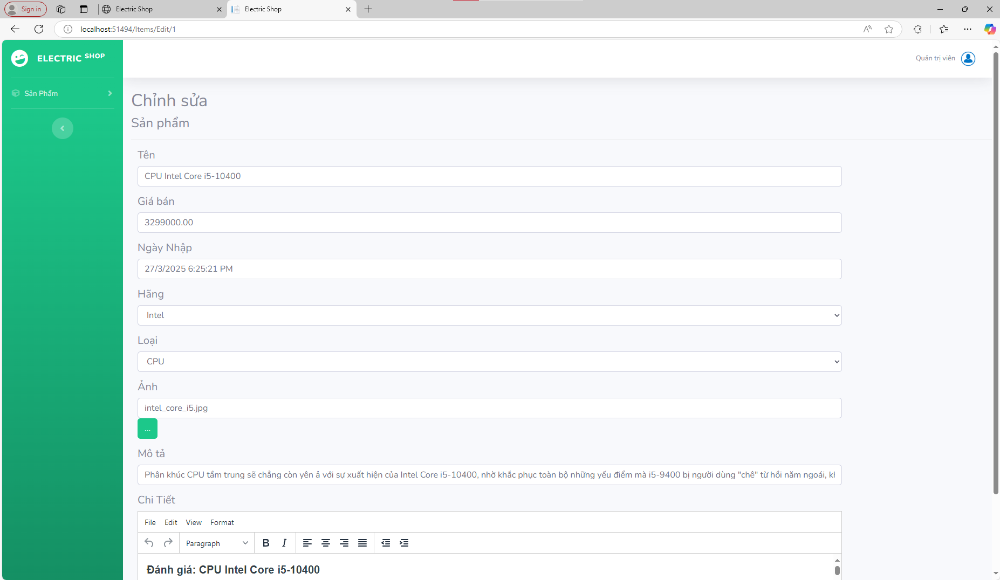 Sign in
Electric Shop
Electric Shop
localhost:51494/Items/Edit/1
ELECTRIC SHOP
Quản trị viên
Sản Phẩm
Chỉnh sửa
Sản phẩm
Tên
CPU Intel Core i5-10400
Giá bán
3299000.00
Ngày Nhập
27/3/2025 6:25:21 PM
Hãng
Intel
Loại
CPU
Ảnh
intel_core_i5.jpg
...
Mô tả
Phân khúc CPU tầm trung sẽ chẳng còn yên ả với sự xuất hiện của Intel Core i5-10400, nhờ khắc phục toàn bộ những yếu điểm mà i5-9400 bị người dùng "chê" từ hồi năm ngoái, kh
Chi Tiết
File Edit View Format
Paragraph B I
Đánh giá: CPU Intel Core i5-10400